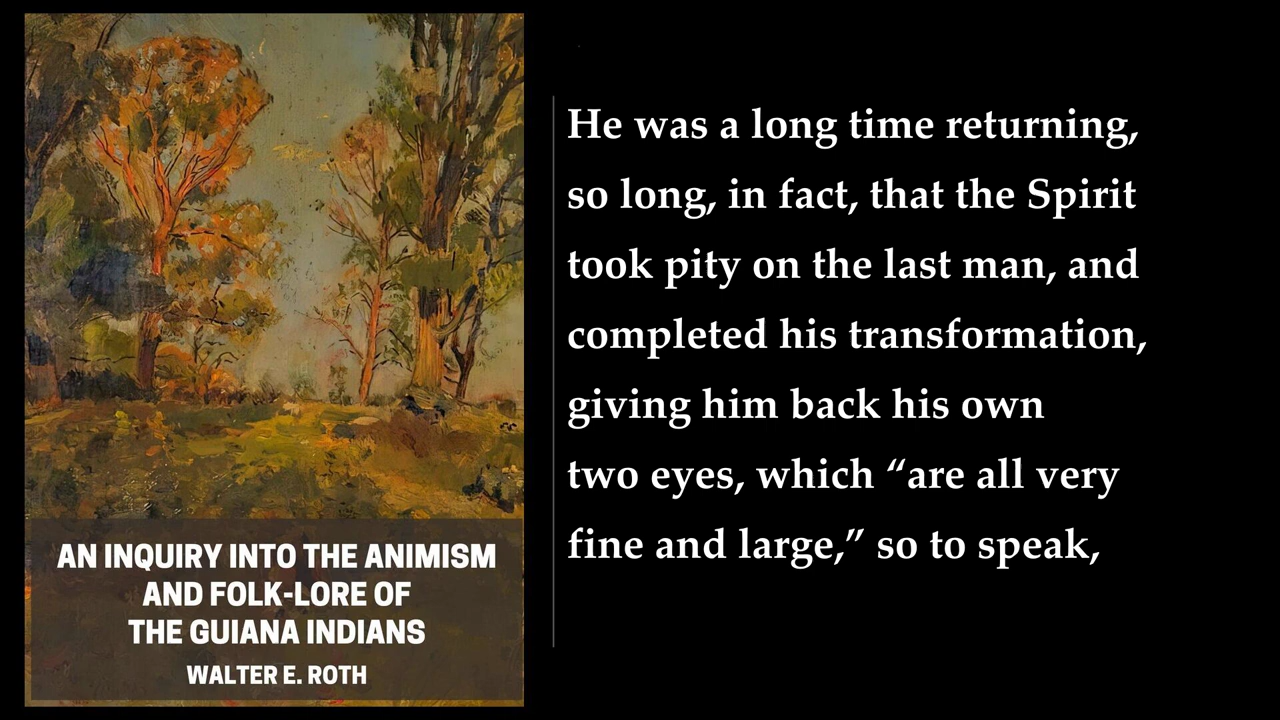 He was a long time returning,
so long, in fact, that the Spirit
took pity on the last man, and
completed his transformation,
giving him back his own
two eyes, which “are all very
fine and large,” so to speak,
AN INQUIRY INTO THE ANIMISM
AND FOLK-LORE OF
THE GUIANA INDIANS
WALTER E. ROTH